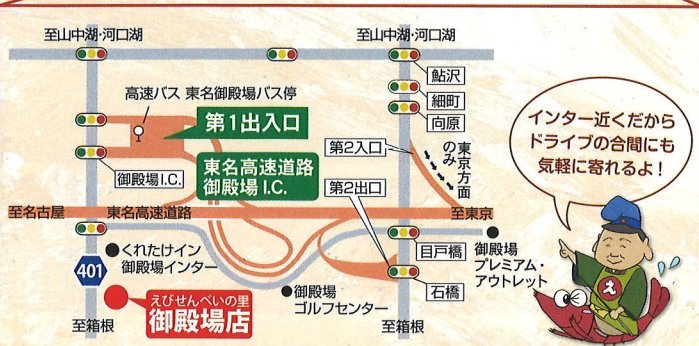 至山中湖・河口湖
至山中湖・河口湖
鮎沢
細町
向原
高速バス 東名御殿場バス停
第1出入口
御殿場I.C.
東名高速道路
御殿場I.C.
第2入口
東京方面
のみ
第2出口
至名古屋
東名高速道路
至東京
くれたけイン
御殿場インター
目戸橋
御殿場
プレミアム・
アウトレット
401
えびせんべいの里
御殿場店
御殿場
ゴルフセンター
石橋
至箱根
至箱根
インター近くだから
ドライブの合間にも
気軽に寄れるよ!
え